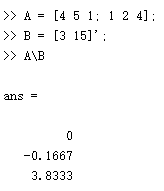 >> A = [4 5 1; 1 2 4];
>> B = [3 15]';
>> A\B
ans =
0
-0.1667
3.8333